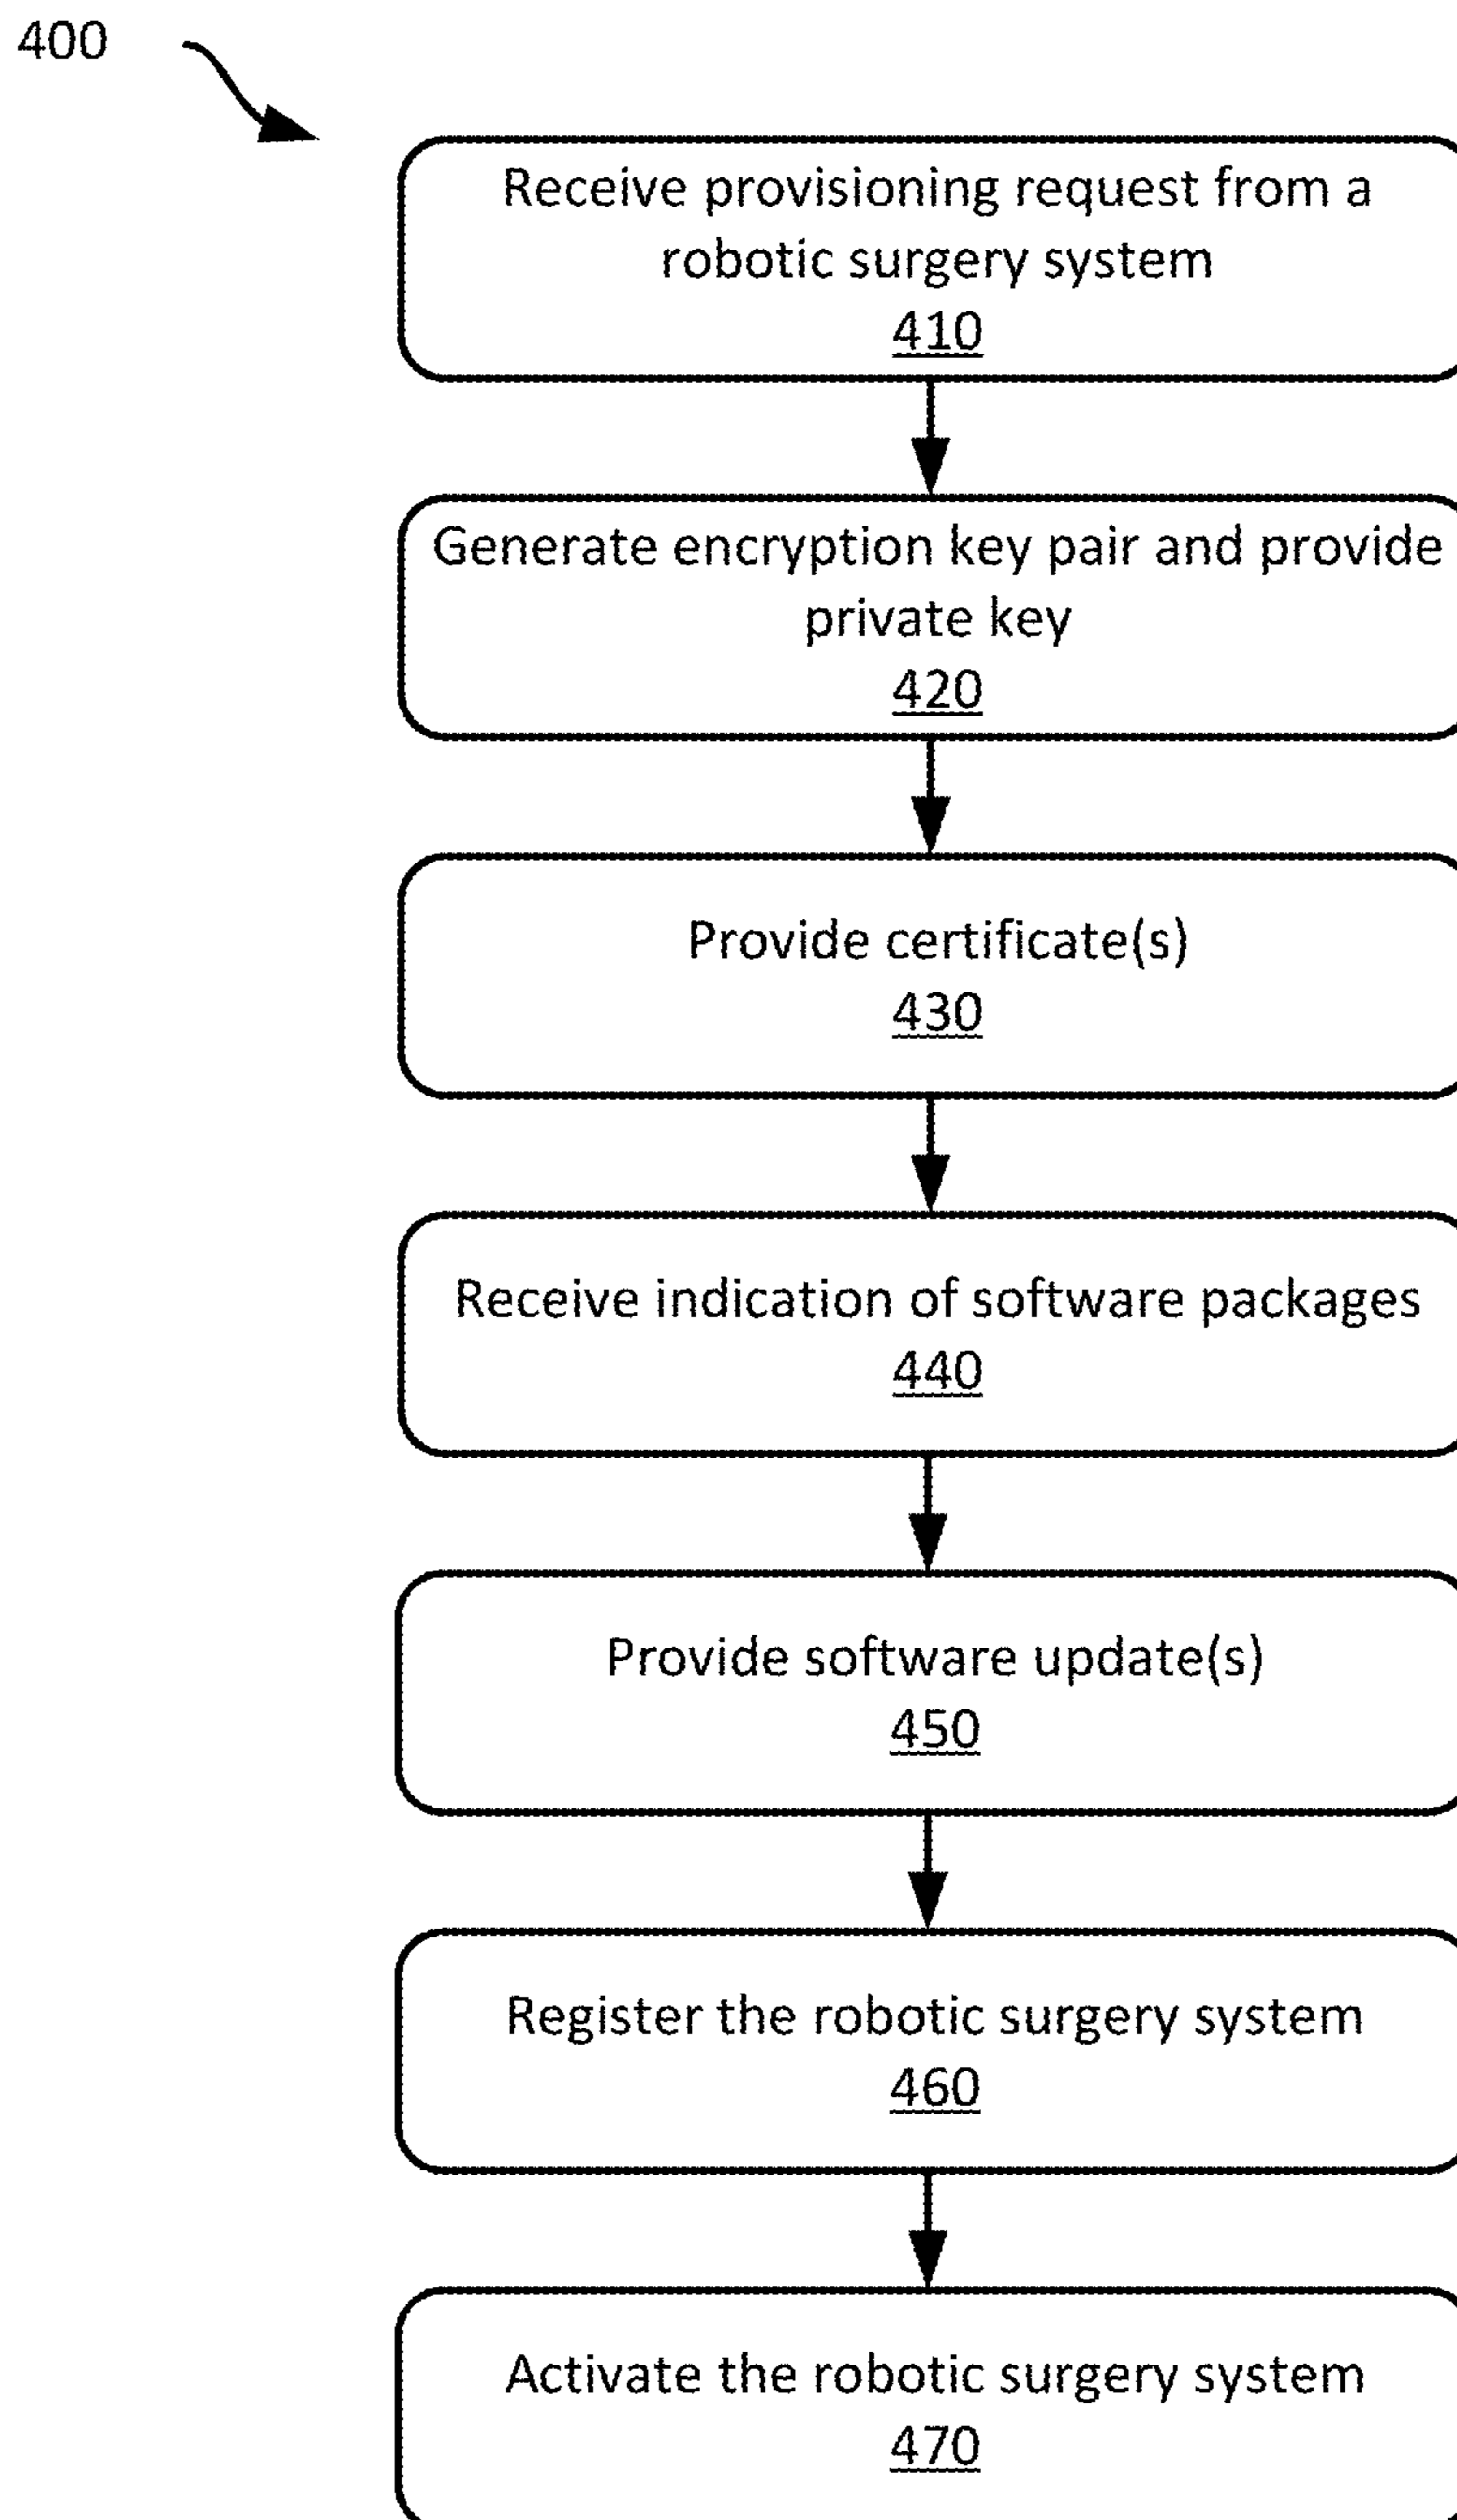 400
Receive provisioning request from a
robotic surgery system
410
Generate encryption key pair and provide
private key
420
Provide certificate(s)
430
Receive indication of software packages
440
Provide software update(s)
450
Register the robotic surgery system
460
Activate the robotic surgery system
470